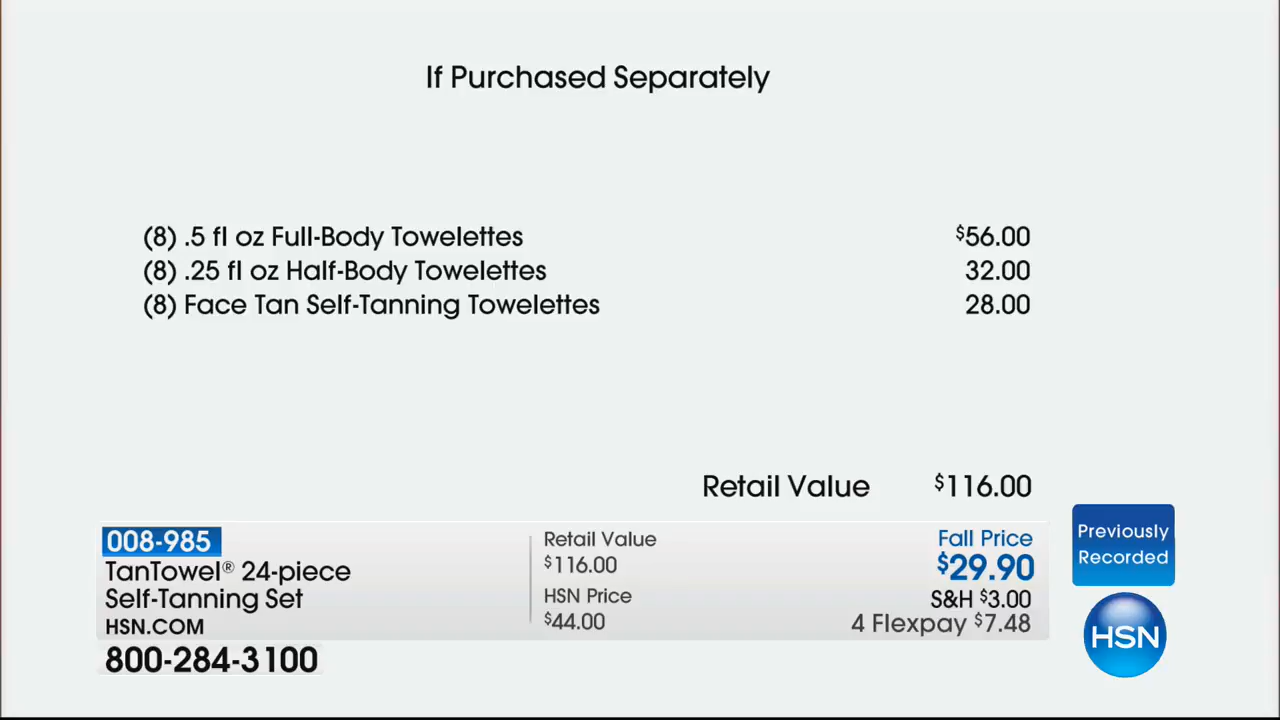 If Purchased Separately
(8) .5 fl oz Full-Body Towelettes $56.00
(8) .25 fl oz Half-Body Towelettes 32.00
(8) Face Tan Self-Tanning Towelettes 28.00
Retail Value $116.00
008-985
TanTowel® 24-piece
Self-Tanning Set
HSN.COM
800-284-3100
Retail Value
$116.00
HSN Price
$44.00
Fall Price
$29.90
S&H $3.00
4 Flexpay $7.48
Previously
Recorded
HSN